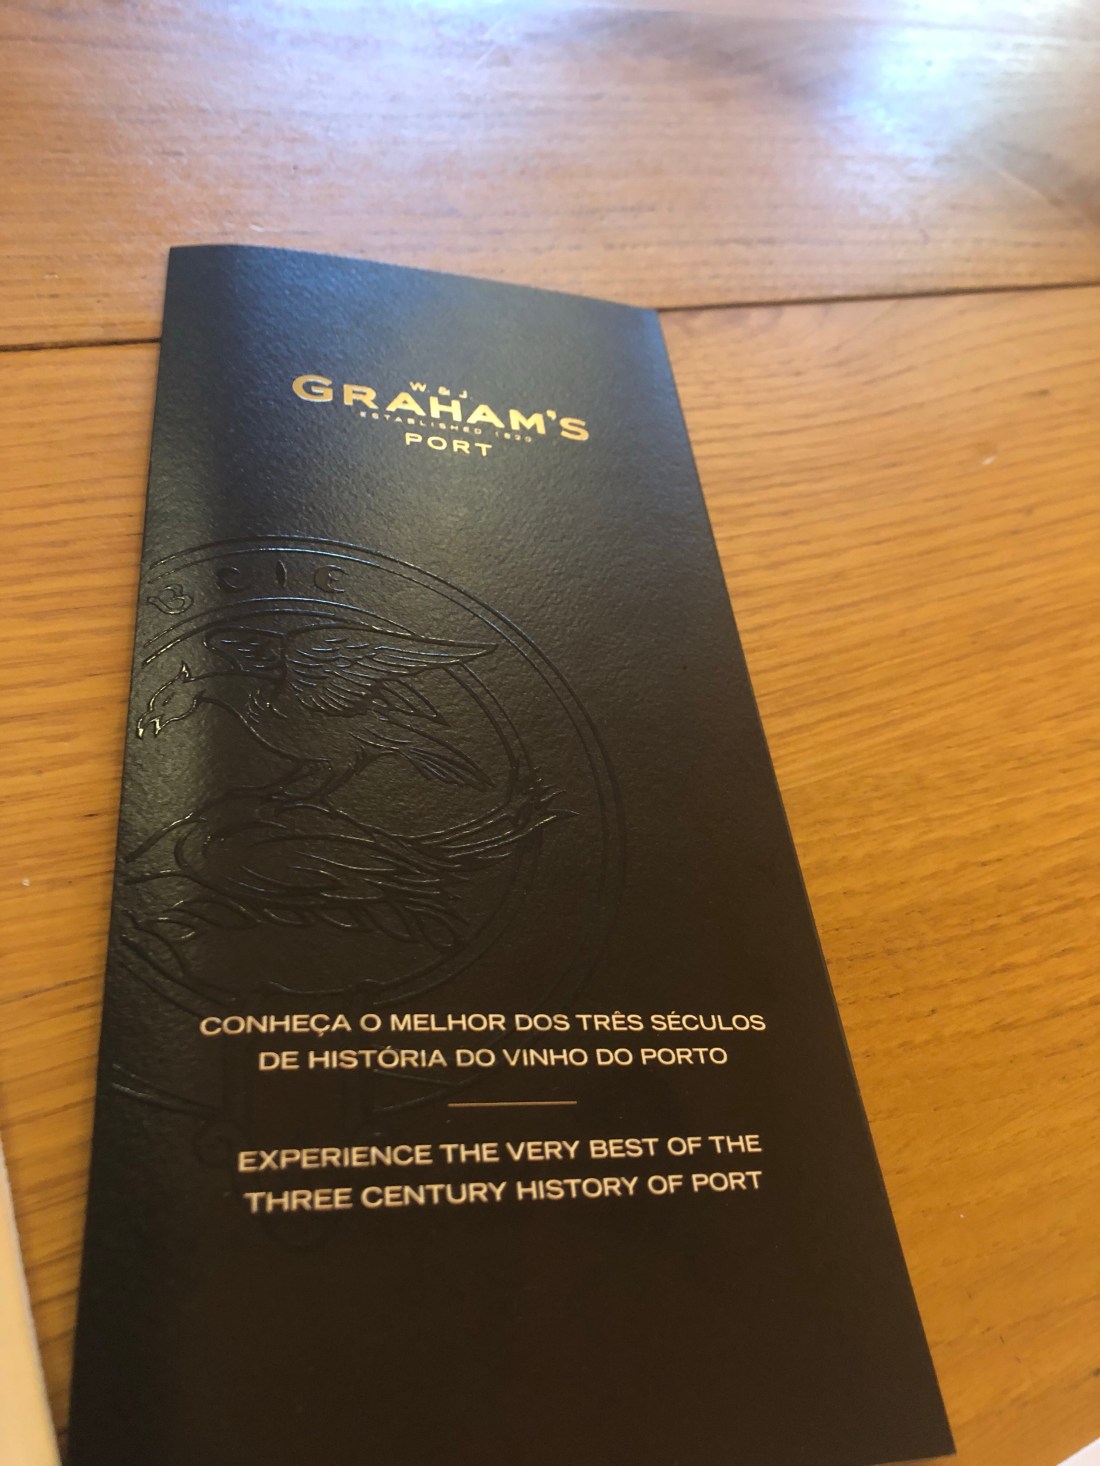 W. & J.
GRAHAM'S
ESTABLISHED 1820
PORT
CONHEÇA O MELHOR DOS TRÊS SÉCULOS
DE HISTÓRIA DO VINHO DO PORTO
EXPERIENCE THE VERY BEST OF THE
THREE CENTURY HISTORY OF PORT